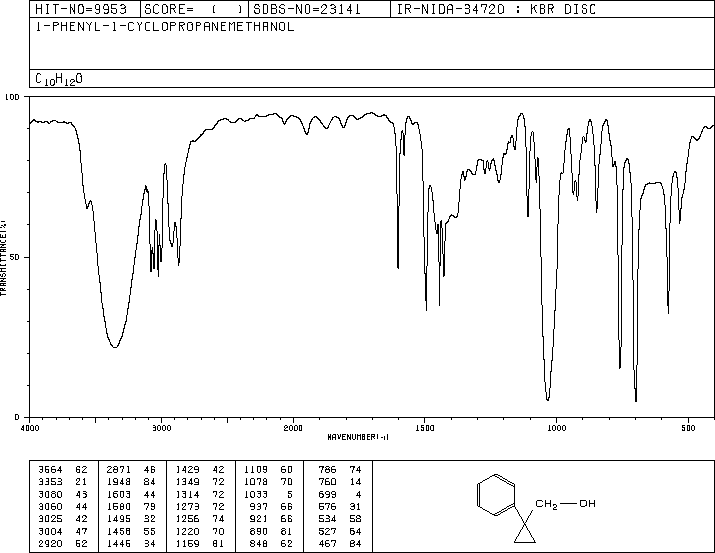 HIT-NO=9953 SCORE= ( ) SDBS-NO=23141 IR-NIDA-34720 : KBR DISC
1-PHENYL-1-CYCLOPROPANEMETHANOL
C10H12O
100
50
0
TRANSMITTANCE(%)
4000 3000 2000 1500 1000 500
WAVENUMBER(-1)
3564 62 2871 46 1429 42 1109 60 786 74
3353 21 1948 84 1349 72 1078 70 760 14
3080 43 1603 44 1314 72 1033 5 699 4
3060 44 1580 79 1273 72 937 66 576 31
3025 42 1495 32 1256 74 921 66 534 58
3004 47 1458 55 1220 70 890 81 527 64
2920 52 1446 34 1159 81 848 62 467 84
CH2 OH